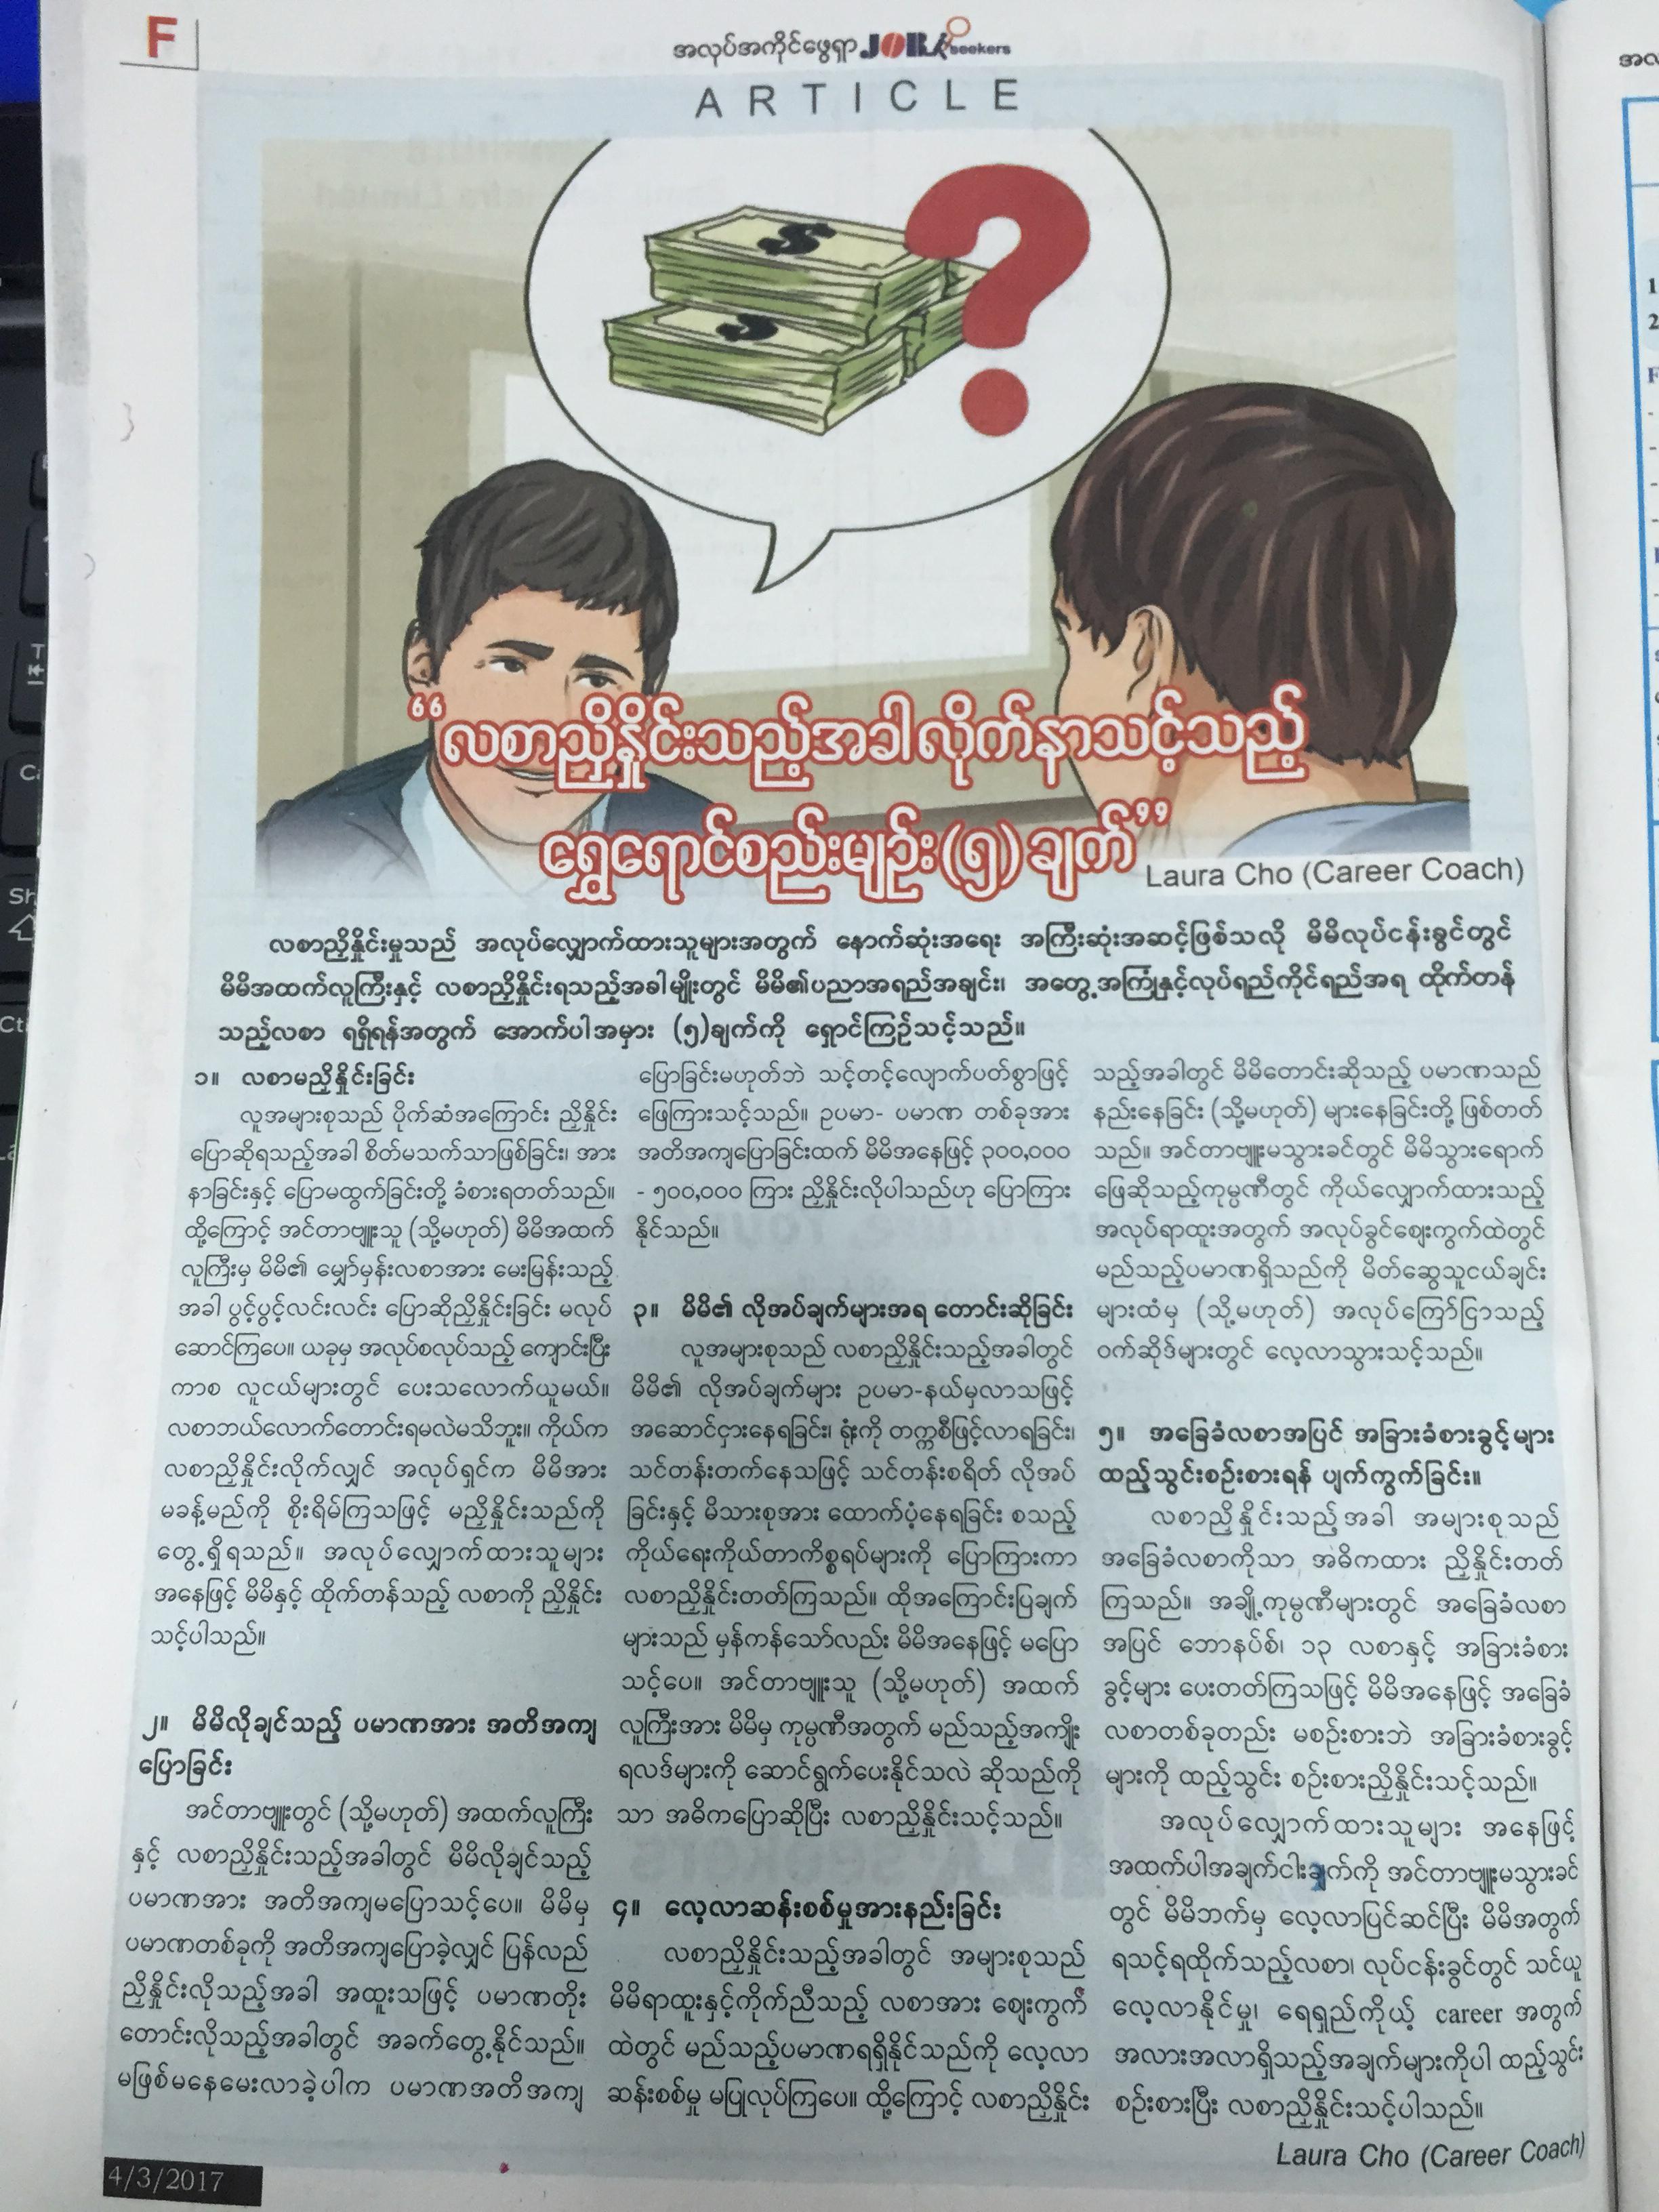 F
အလုပ်အကိုင်ဖွေရှာ JOB seekers
ARTICLE
“လစာညှိနှိုင်းသည့်အခါလိုက်နာသင့်သည့်
ရွှေရောင်စည်းမျဉ်း(၅)ချက်”
Laura Cho (Career Coach)
လစာညှိနှိုင်းမှုသည် အလုပ်လျှောက်ထားသူများအတွက် နောက်ဆုံးအရေး အကြီးဆုံးအဆင့်ဖြစ်သလို မိမိလုပ်ငန်းခွင်တွင်
မိမိအထက်လူကြီးနှင့် လစာညှိနှိုင်းရသည့်အခါမျိုးတွင် မိမိ၏ပညာအရည်အချင်း၊ အတွေ့အကြုံနှင့်လုပ်ရည်ကိုင်ရည်အရ ထိုက်တန်
သည့်လစာ ရရှိရန်အတွက် အောက်ပါအမှား (၅)ချက်ကို ရှောင်ကြဉ်သင့်သည်။
၁။ လစာမညှိနှိုင်းခြင်း
လူအများစုသည် ပိုက်ဆံအကြောင်း ညှိနှိုင်း
ပြောဆိုရသည့်အခါ စိတ်မသက်သာဖြစ်ခြင်း၊ အား
နာခြင်းနှင့် ပြောမထွက်ခြင်းတို့ ခံစားရတတ်သည်။
ထို့ကြောင့် အင်တာဗျူးသူ (သို့မဟုတ်) မိမိအထက်
လူကြီးမှ မိမိ၏ မျှော်မှန်းလစာအား မေးမြန်းသည့်
အခါ ပွင့်ပွင့်လင်းလင်း ပြောဆိုညှိနှိုင်းခြင်း မလုပ်
ဆောင်ကြပေ။ ယခုမှ အလုပ်စလုပ်သည့် ကျောင်းပြီး
ကာစ လူငယ်များတွင် ပေးသလောက်ယူမယ်။
လစာဘယ်လောက်တောင်းရမလဲမသိဘူး။ ကိုယ်က
လစာညှိနှိုင်းလိုက်လျှင် အလုပ်ရှင်က မိမိအား
မခန့်မည်ကို စိုးရိမ်ကြသဖြင့် မညှိနှိုင်းသည်ကို
တွေ့ရှိရသည်။ အလုပ်လျှောက်ထားသူများ
အနေဖြင့် မိမိနှင့် ထိုက်တန်သည့် လစာကို ညှိနှိုင်း
သင့်ပါသည်။
၂။ မိမိလိုချင်သည့် ပမာဏအား အတိအကျ
ပြောခြင်း
အင်တာဗျူးတွင် (သို့မဟုတ်) အထက်လူကြီး
နှင့် လစာညှိနှိုင်းသည့်အခါတွင် မိမိလိုချင်သည့်
ပမာဏအား အတိအကျမပြောသင့်ပေ။ မိမိမှ
ပမာဏတစ်ခုကို အတိအကျပြောခဲ့လျှင် ပြန်လည်
ညှိနှိုင်းလိုသည့်အခါ အထူးသဖြင့် ပမာဏတိုး
တောင်းလိုသည့်အခါတွင် အခက်တွေ့နိုင်သည်။
မဖြစ်မနေမေးလာခဲ့ပါက ပမာဏအတိအကျ
ပြောခြင်းမဟုတ်ဘဲ သင့်တင့်လျောက်ပတ်စွာဖြင့်
ဖြေကြားသင့်သည်။ ဥပမာ- ပမာဏ တစ်ခုအား
အတိအကျပြောခြင်းထက် မိမိအနေဖြင့် ၃၀၀,၀၀၀
- ၅၀၀,၀၀၀ ကြား ညှိနှိုင်းလိုပါသည်ဟု ပြောကြား
နိုင်သည်။
၃။ မိမိ၏ လိုအပ်ချက်များအရ တောင်းဆိုခြင်း
လူအများစုသည် လစာညှိနှိုင်းသည့်အခါတွင်
မိမိ၏ လိုအပ်ချက်များ ဥပမာ-နယ်မှလာသဖြင့်
အဆောင်ငှားနေရခြင်း၊ ရုံးကို တက္ကစီဖြင့်လာရခြင်း၊
သင်တန်းတက်နေသဖြင့် သင်တန်းစရိတ် လိုအပ်
ခြင်းနှင့် မိသားစုအား ထောက်ပံ့နေရခြင်း စသည့်
ကိုယ်ရေးကိုယ်တာကိစ္စရပ်များကို ပြောကြားကာ
လစာညှိနှိုင်းတတ်ကြသည်။ ထိုအကြောင်းပြချက်
များသည် မှန်ကန်သော်လည်း မိမိအနေဖြင့် မပြော
သင့်ပေ။ အင်တာဗျူးသူ (သို့မဟုတ်) အထက်
လူကြီးအား မိမိမှ ကုမ္ပဏီအတွက် မည်သည့်အကျိုး
ရလဒ်များကို ဆောင်ရွက်ပေးနိုင်သလဲ ဆိုသည်ကို
သာ အဓိကပြောဆိုပြီး လစာညှိနှိုင်းသင့်သည်။
၄။ လေ့လာဆန်းစစ်မှုအားနည်းခြင်း
လစာညှိနှိုင်းသည့်အခါတွင် အများစုသည်
မိမိရာထူးနှင့်ကိုက်ညီသည့် လစာအား ဈေးကွက်
ထဲတွင် မည်သည့်ပမာဏရရှိနိုင်သည်ကို လေ့လာ
ဆန်းစစ်မှု မပြုလုပ်ကြပေ။ ထို့ကြောင့် လစာညှိနှိုင်း
သည့်အခါတွင် မိမိတောင်းဆိုသည့် ပမာဏသည်
နည်းနေခြင်း (သို့မဟုတ်) များနေခြင်းတို့ ဖြစ်တတ်
သည်။ အင်တာဗျူးမသွားခင်တွင် မိမိသွားရောက်
ဖြေဆိုသည့်ကုမ္ပဏီတွင် ကိုယ်လျှောက်ထားသည့်
အလုပ်ရာထူးအတွက် အလုပ်ခွင်ဈေးကွက်ထဲတွင်
မည်သည့်ပမာဏရှိသည်ကို မိတ်ဆွေသူငယ်ချင်း
များထံမှ (သို့မဟုတ်) အလုပ်ကြော်ငြာသည့်
ဝက်ဆိုဒ်များတွင် လေ့လာသွားသင့်သည်။
၅။ အခြေခံလစာအပြင် အခြားခံစားခွင့်များ
ထည့်သွင်းစဉ်းစားရန် ပျက်ကွက်ခြင်း။
လစာညှိနှိုင်းသည့်အခါ အများစုသည်
အခြေခံလစာကိုသာ အဓိကထား ညှိနှိုင်းတတ်
ကြသည်။ အချို့ကုမ္ပဏီများတွင် အခြေခံလစာ
အပြင် ဘောနပ်စ်၊ ၁၃ လစာနှင့် အခြားခံစား
ခွင့်များ ပေးတတ်ကြသဖြင့် မိမိအနေဖြင့် အခြေခံ
လစာတစ်ခုတည်း မစဉ်းစားဘဲ အခြားခံစားခွင့်
များကို ထည့်သွင်း စဉ်းစားညှိနှိုင်းသင့်သည်။
အလုပ်လျှောက်ထားသူများ အနေဖြင့်
အထက်ပါအချက်ငါးချက်ကို အင်တာဗျူးမသွားခင်
တွင် မိမိဘက်မှ လေ့လာပြင်ဆင်ပြီး မိမိအတွက်
ရသင့်ရထိုက်သည့်လစာ၊ လုပ်ငန်းခွင်တွင် သင်ယူ
လေ့လာနိုင်မှု၊ ရေရှည်ကိုယ့် career အတွက်
အလားအလာရှိသည့်အချက်များကိုပါ ထည့်သွင်း
စဉ်းစားပြီး လစာညှိနှိုင်းသင့်ပါသည်။
Laura Cho (Career Coach)
4/3/2017